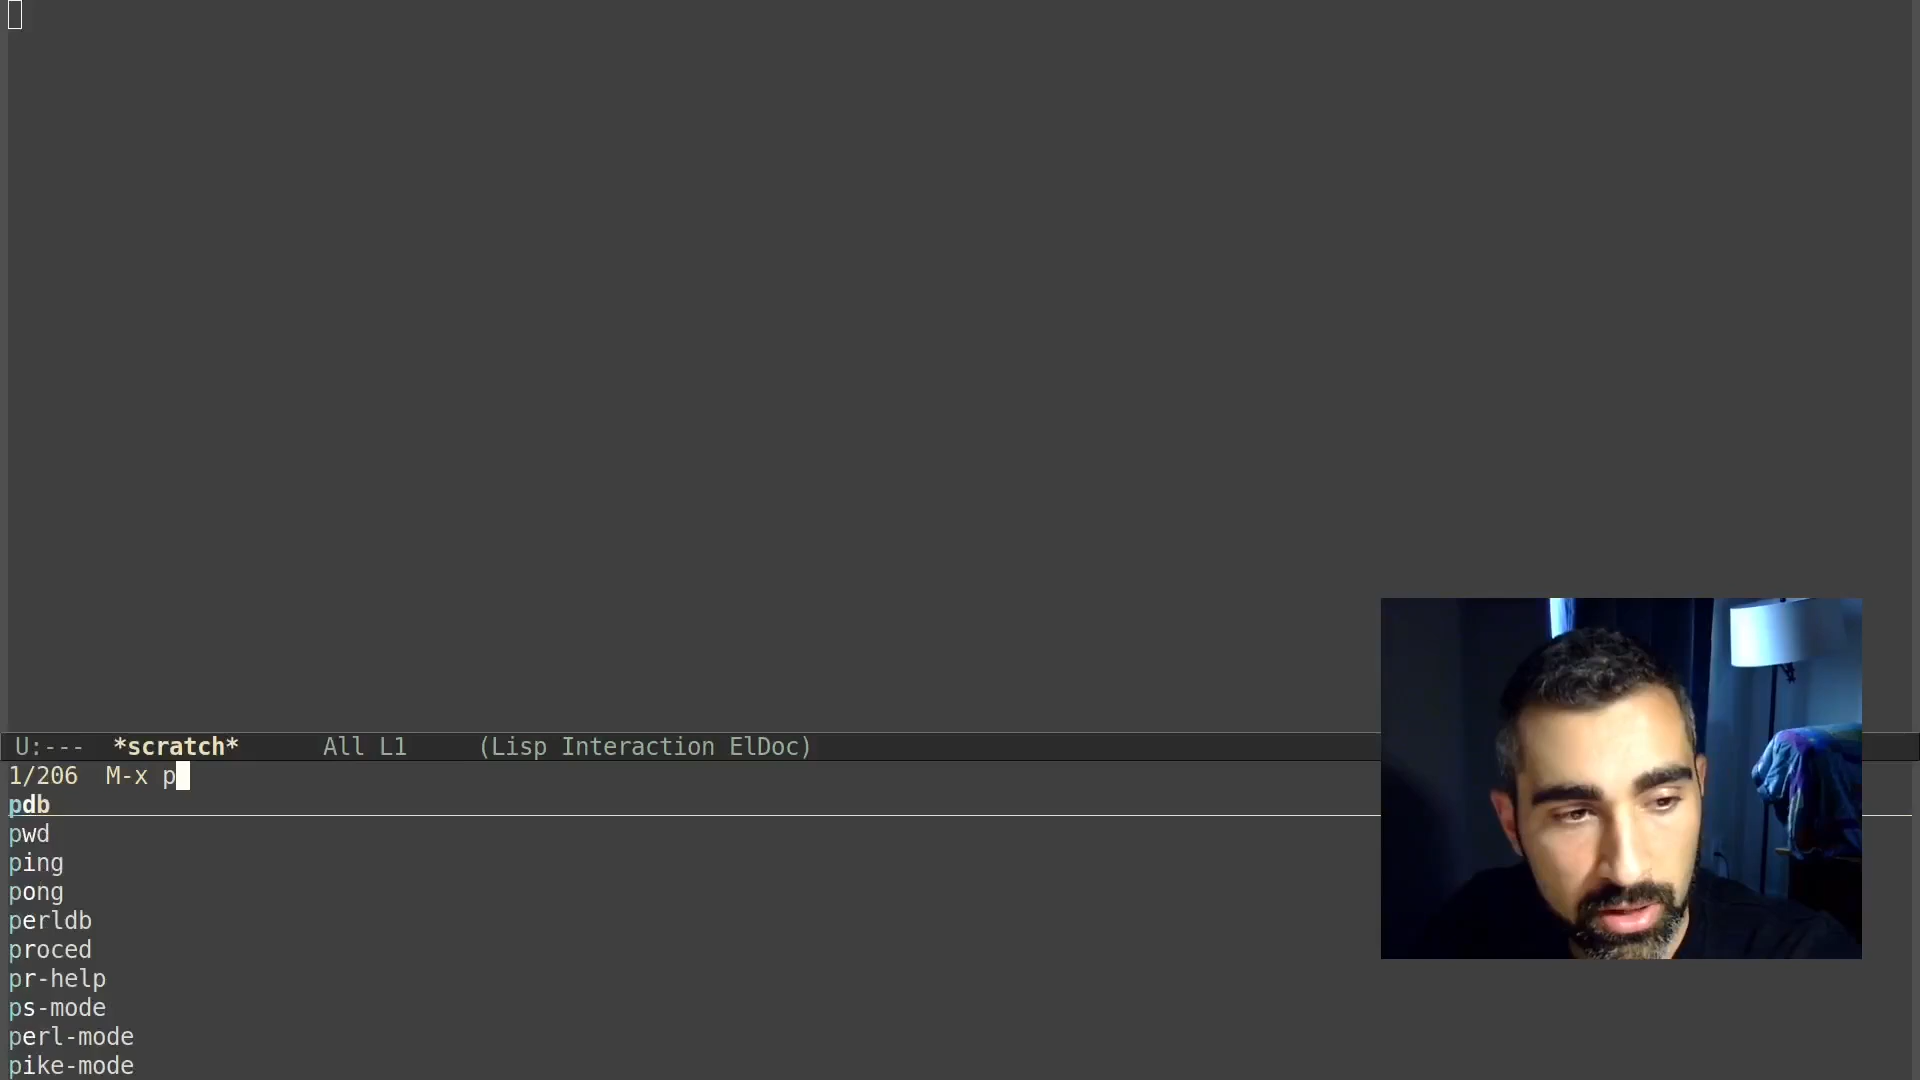 U:---  *scratch*      All L1     (Lisp Interaction ElDoc)
1/206  M-x p
pdb
pwd
ping
pong
perldb
proced
pr-help
ps-mode
perl-mode
pike-mode